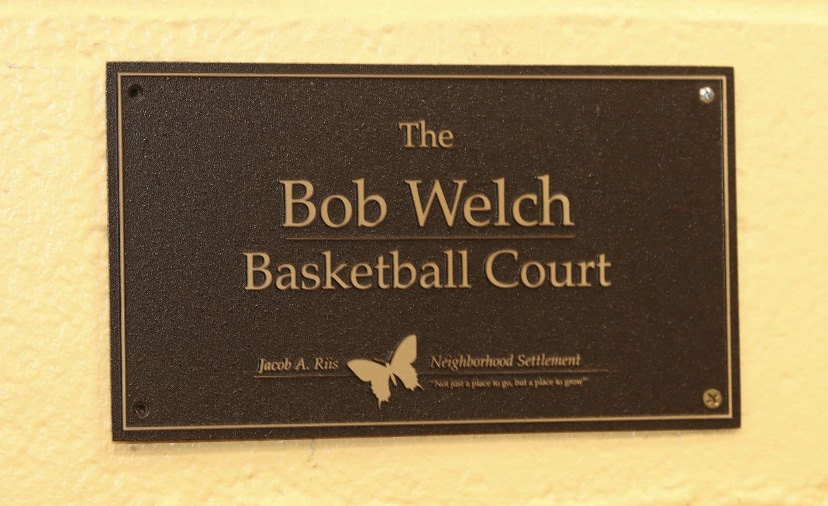 The
Bob Welch
Basketball Court
Jacob A. Riis Neighborhood Settlement
"Not just a place to go, but a place to grow"